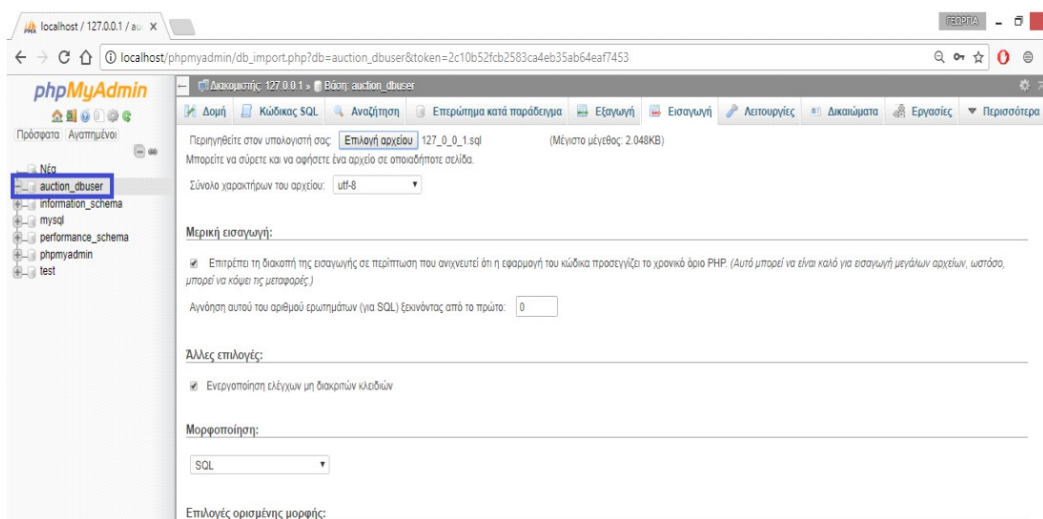 localhost / 127.0.0.1 / au
ΓΕΩΡΓΙΑ
localhost/phpmyadmin/db_import.php?db=auction_dbuser&token=2c10b52fcb2583ca4eb35ab64eaf7453
phpMyAdmin
Πρόσφατα Αγαπημένοι
Νέα
auction_dbuser
information_schema
mysql
performance_schema
phpmyadmin
test
Διακομιστής: 127.0.0.1 » Βάση: auction_dbuser
Δομή Κώδικας SQL Αναζήτηση Επερώτημα κατά παράδειγμα Εξαγωγή Εισαγωγή Λειτουργίες Δικαιώματα Εργασίες Περισσότερα
Περιηγηθείτε στον υπολογιστή σας: Επιλογή αρχείου 127_0_0_1.sql (Μέγιστο μέγεθος: 2.048KB)
Μπορείτε να σύρετε και να αφήσετε ένα αρχείο σε οποιαδήποτε σελίδα.
Σύνολο χαρακτήρων του αρχείου: utf-8
Μερική εισαγωγή:
Επιτρέπει τη διακοπή της εισαγωγής σε περίπτωση που ανιχνευτεί ότι η εφαρμογή του κώδικα προσεγγίζει το χρονικό όριο PHP. (Αυτό μπορεί να είναι καλό για εισαγωγή μεγάλων αρχείων, ωστόσο,
μπορεί να κόψει τις μεταφορές.)
Αγνόηση αυτού του αριθμού ερωτημάτων (για SQL) ξεκινόντας από το πρώτο: 0
Άλλες επιλογές:
Ενεργοποίηση ελέγχων μη διακριτών κλειδιών
Μορφοποίηση:
SQL
Επιλογές ορισμένης μορφής: